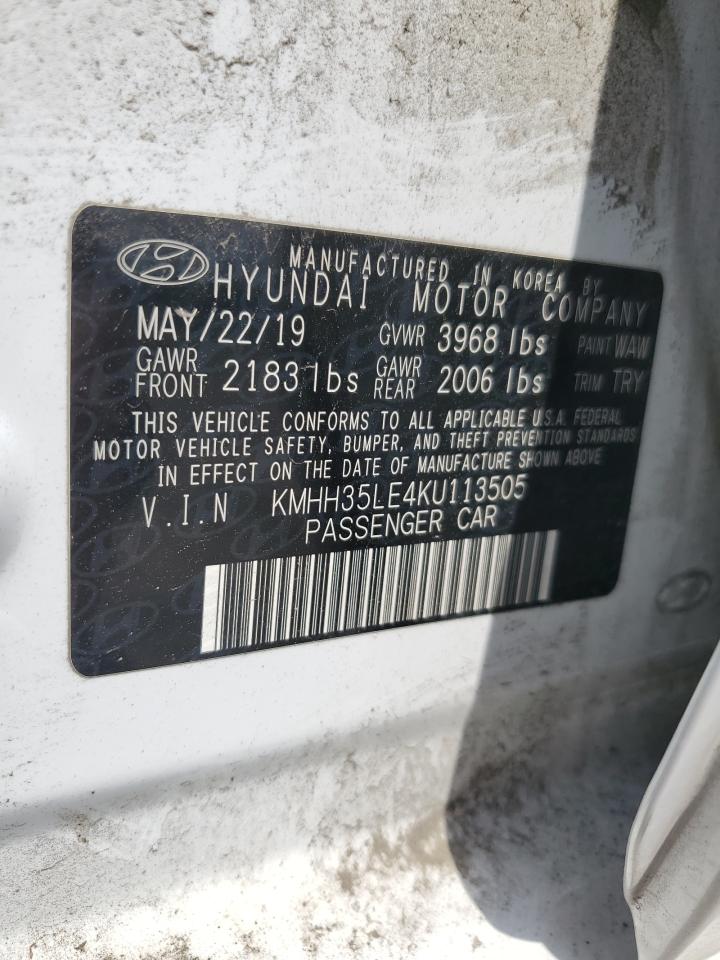 MANUFACTURED IN KOREA BY
HYUNDAI MOTOR COMPANY
MAY/22/19 GVWR 3968 lbs PAINT WAW
GAWR FRONT 2183 lbs GAWR REAR 2006 lbs TRIM TRY
THIS VEHICLE CONFORMS TO ALL APPLICABLE U.S.A. FEDERAL
MOTOR VEHICLE SAFETY, BUMPER, AND THEFT PREVENTION STANDARDS
IN EFFECT ON THE DATE OF MANUFACTURE SHOWN ABOVE
V.I.N KMHH35LE4KU113505
PASSENGER CAR